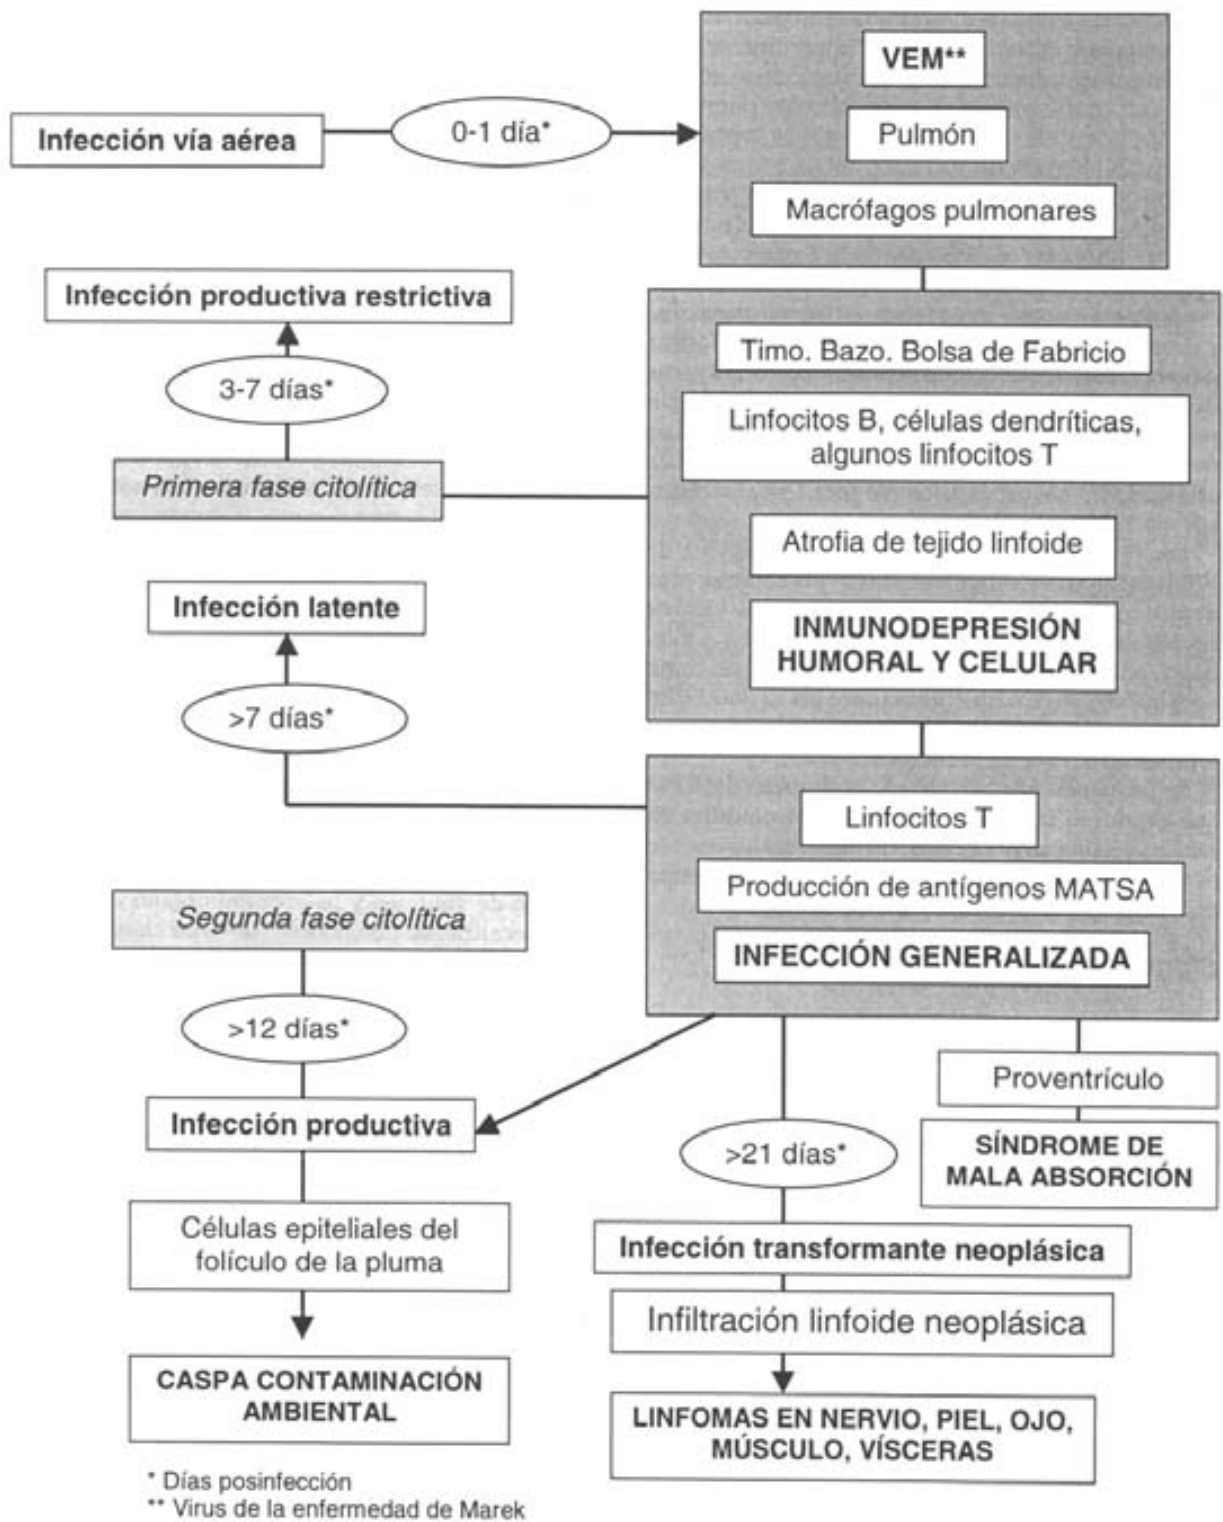 VEM**
Infección vía aérea
0-1 día*
Pulmón
Macrófagos pulmonares
Infección productiva restrictiva
3-7 días*
Primera fase citolítica
Timo. Bazo. Bolsa de Fabricio
Linfocitos B, células dendríticas,
algunos linfocitos T
Atrofia de tejido linfoide
INMUNODEPRESIÓN
HUMORAL Y CELULAR
Infección latente
>7 días*
Linfocitos T
Producción de antígenos MATSA
INFECCIÓN GENERALIZADA
Segunda fase citolítica
>12 días*
Infección productiva
Células epiteliales del
folículo de la pluma
CASPA CONTAMINACIÓN
AMBIENTAL
>21 días*
Infección transformante neoplásica
Infiltración linfoide neoplásica
LINFOMAS EN NERVIO, PIEL, OJO,
MÚSCULO, VÍSCERAS
Proventrículo
SÍNDROME DE
MALA ABSORCIÓN
* Días posinfección
** Virus de la enfermedad de Marek